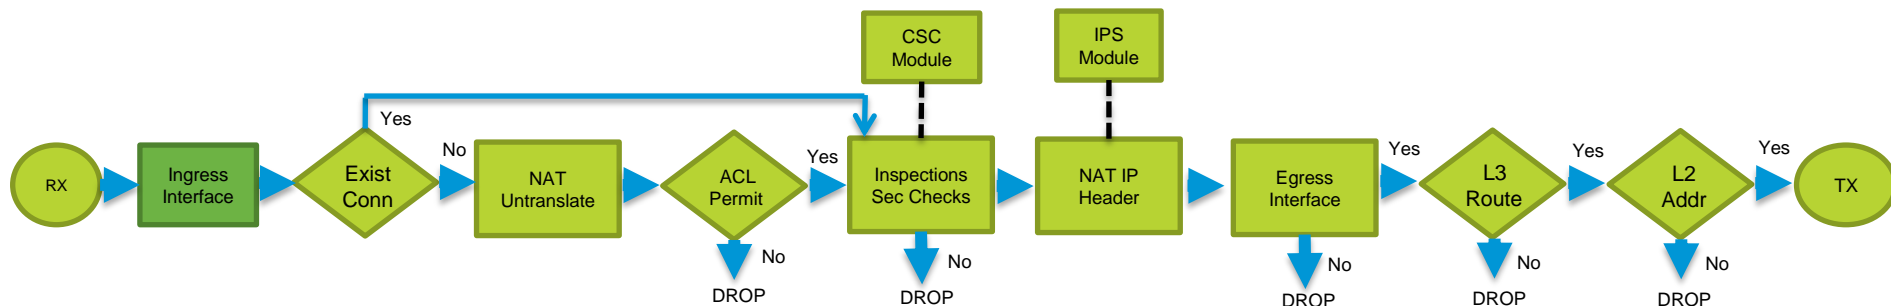 CSC
Module
IPS
Module
Yes
RX
Ingress
Interface
Exist
Conn
No
NAT
Untranslate
ACL
Permit
Yes
Inspections
Sec Checks
NAT IP
Header
Egress
Interface
Yes
L3
Route
Yes
L2
Addr
Yes
TX
No
DROP
No
DROP
No
DROP
No
DROP
No
DROP